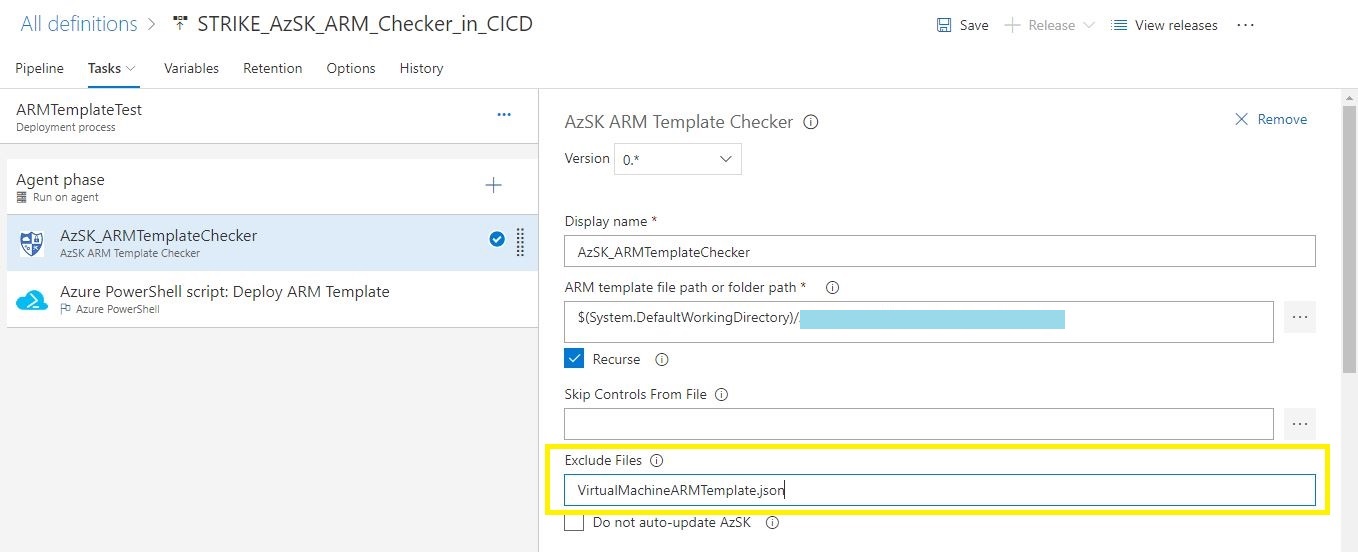 All definitions > STRIKE_AzSK_ARM_Checker_in_CICD
Save
Release
View releases
Pipeline
Tasks
Variables
Retention
Options
History
ARMTemplateTest
Deployment process
Agent phase
Run on agent
AzSK_ARMTemplateChecker
AzSK ARM Template Checker
Azure PowerShell script: Deploy ARM Template
Azure PowerShell
AzSK ARM Template Checker
Remove
Version
0.*
Display name *
AzSK_ARMTemplateChecker
ARM template file path or folder path *
$(System.DefaultWorkingDirectory)/
Recurse
Skip Controls From File
Exclude Files
VirtualMachineARMTemplate.json
Do not auto-update AzSK